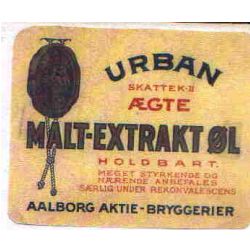 URBAN
SKATTEK·II
ÆGTE
MALT-EXTRAKT ØL
HOLDBART.
MEGET STYRKENDE OG
NÆRENDE ANBEFALES
SÆRLIG UNDER REKONVALESCENS
AALBORG AKTIE-BRYGGERIER